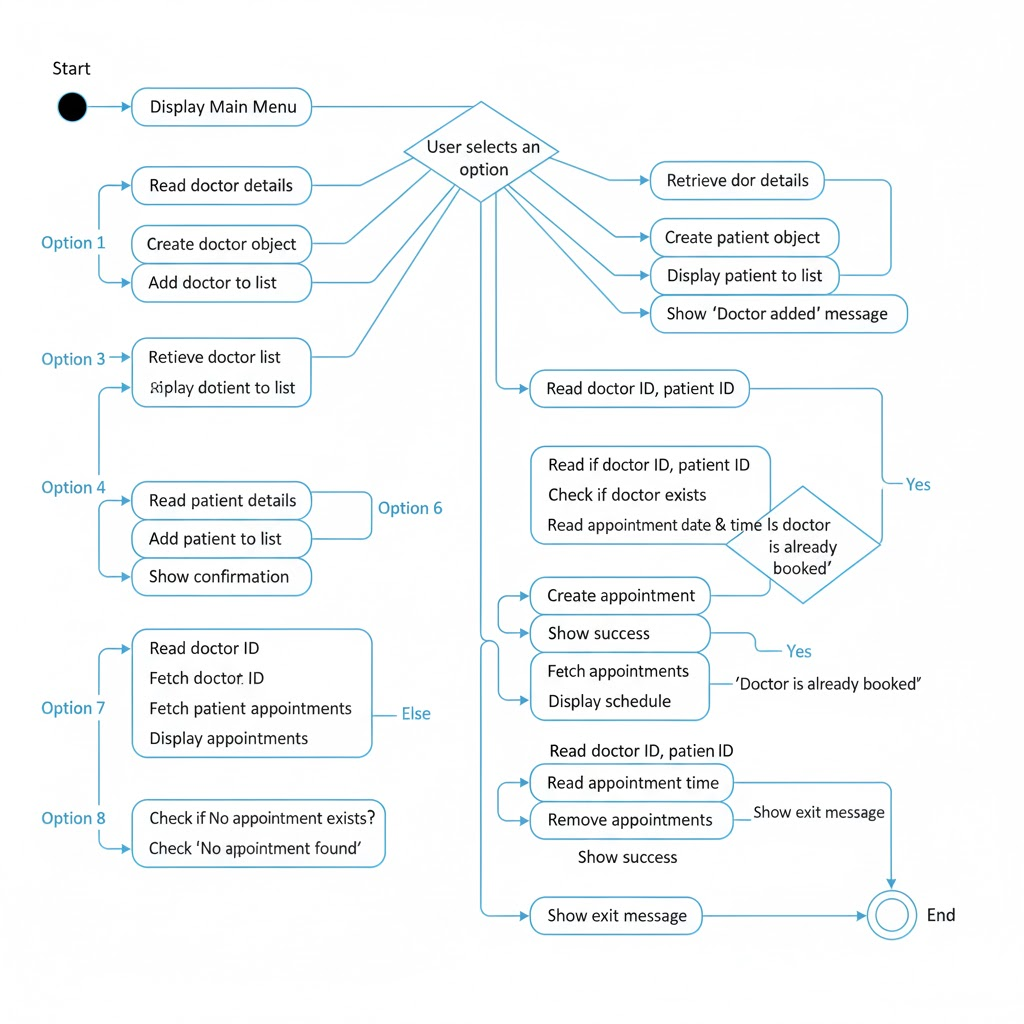 Start
Display Main Menu
User selects an
option
Read doctor details
Option 1
Create doctor object
Add doctor to list
Retrieve dor details
Create patient object
Display patient to list
Show 'Doctor added' message
Option 3
Retieve doctor list
dotient to list
Read doctor ID, patient ID
Option 4
Read patient details
Add patient to list
Show confirmation
Option 6
Read if doctor ID, patient ID
Check if doctor exists
Read appointment date & time
Is doctor
is already
booked'
Yes
Create appointment
Show success
Yes
Fetch appointments
Display schedule
'Doctor is already booked"
Option 7
Read doctor ID
Fetch doctor. ID
Fetch patient appointments
Display appointments
Else
Read doctor ID, patien ID
Read appointment time
Remove appointments
Show exit message
Show success
Option 8
Check if No appointment exists?
Check 'No appointment found'
Show exit message
End